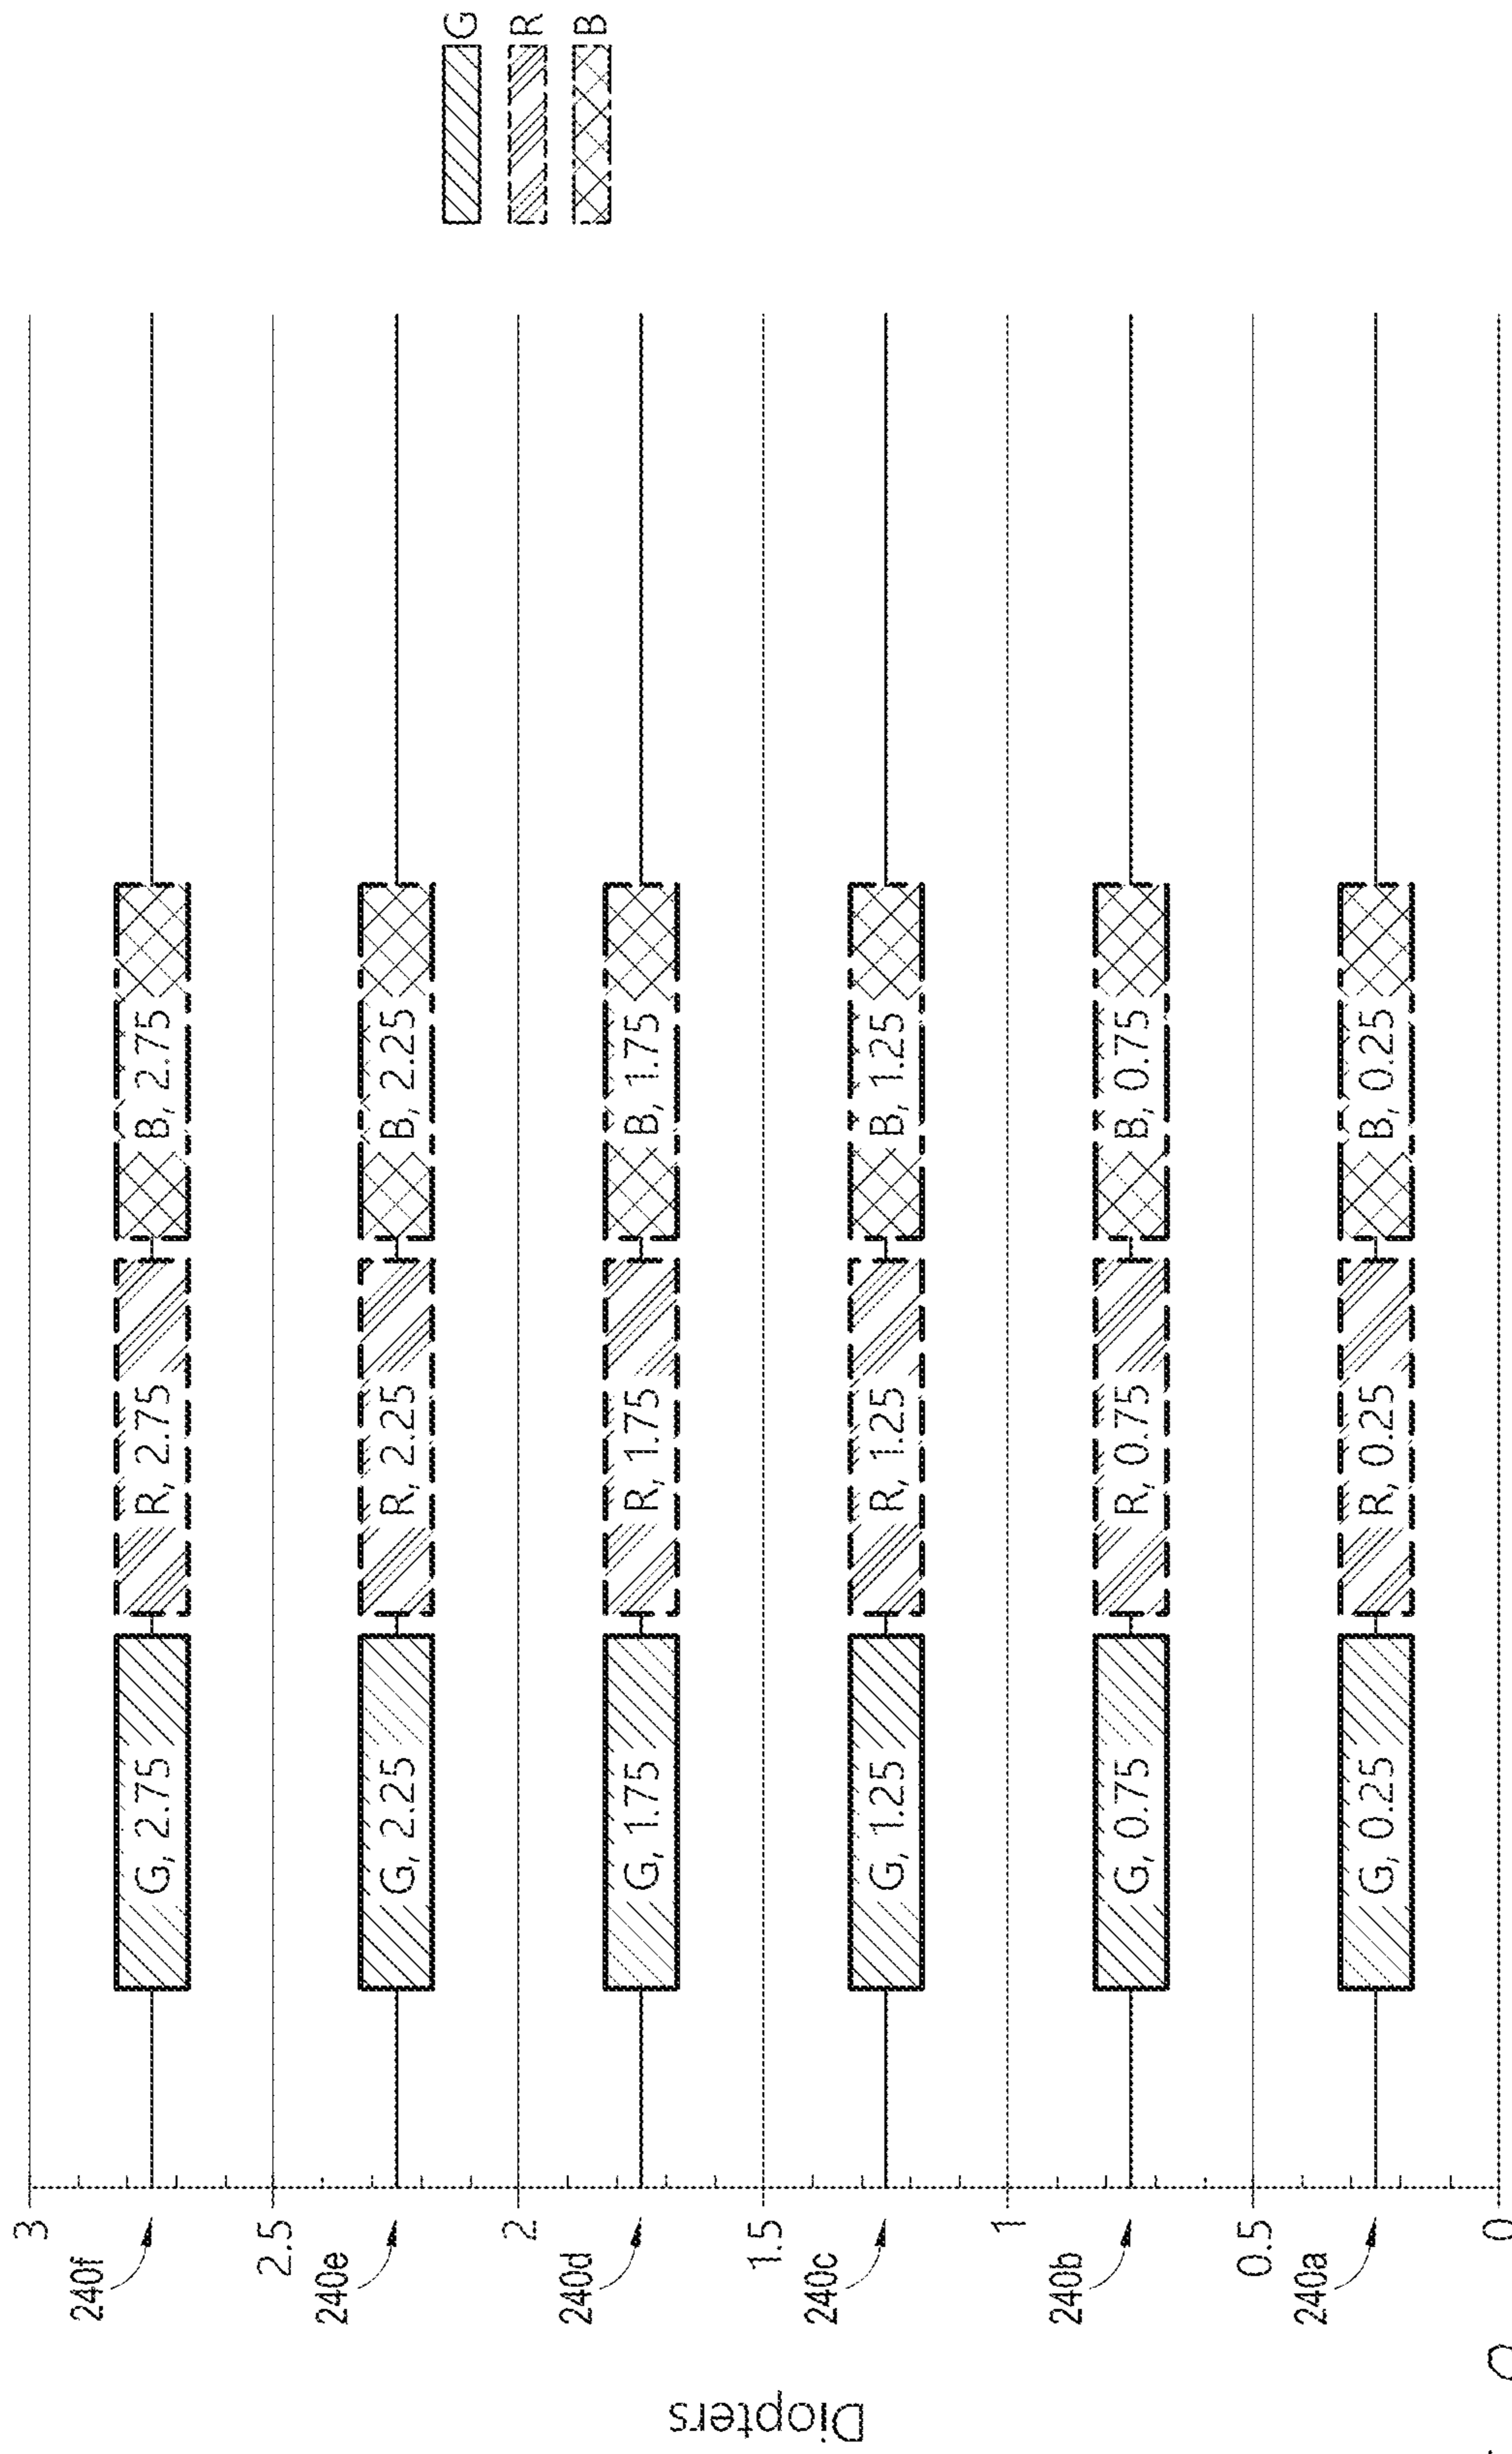 3
240f
G, 2.75
R, 2.75
B, 2.75
2.5
240e
G, 2.25
R, 2.25
B, 2.25
2
240d
G, 1.75
R, 1.75
B, 1.75
1.5
240c
G, 1.25
R, 1.25
B, 1.25
1
240b
G, 0.75
R, 0.75
B, 0.75
0.5
240a
G, 0.25
R, 0.25
B, 0.25
0
Diopters
G
R
B